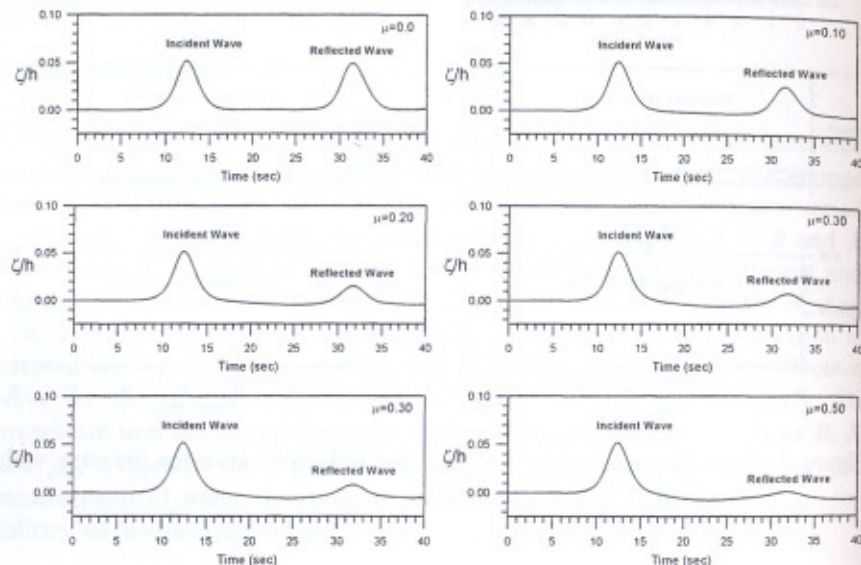 0.10
μ=0.0
Incident Wave
Reflected Wave
0.05
ζ/h
0.00
0 5 10 15 20 25 30 35 40
Time (sec)
0.10
μ=0.10
Incident Wave
Reflected Wave
0.05
ζ/h
0.00
0 5 10 15 20 25 30 35 40
Time (sec)
0.10
μ=0.20
Incident Wave
0.05
Reflected Wave
ζ/h
0.00
0 5 10 15 20 25 30 35 40
Time (sec)
0.10
μ=0.30
Incident Wave
0.05
Reflected Wave
ζ/h
0.00
0 5 10 15 20 25 30 35 40
Time (sec)
0.10
μ=0.30
Incident Wave
0.05
Reflected Wave
ζ/h
0.00
0 5 10 15 20 25 30 35 40
Time (sec)
0.10
μ=0.50
Incident Wave
0.05
Reflected Wave
ζ/h
0.00
0 5 10 15 20 25 30 35 40
Time (sec)